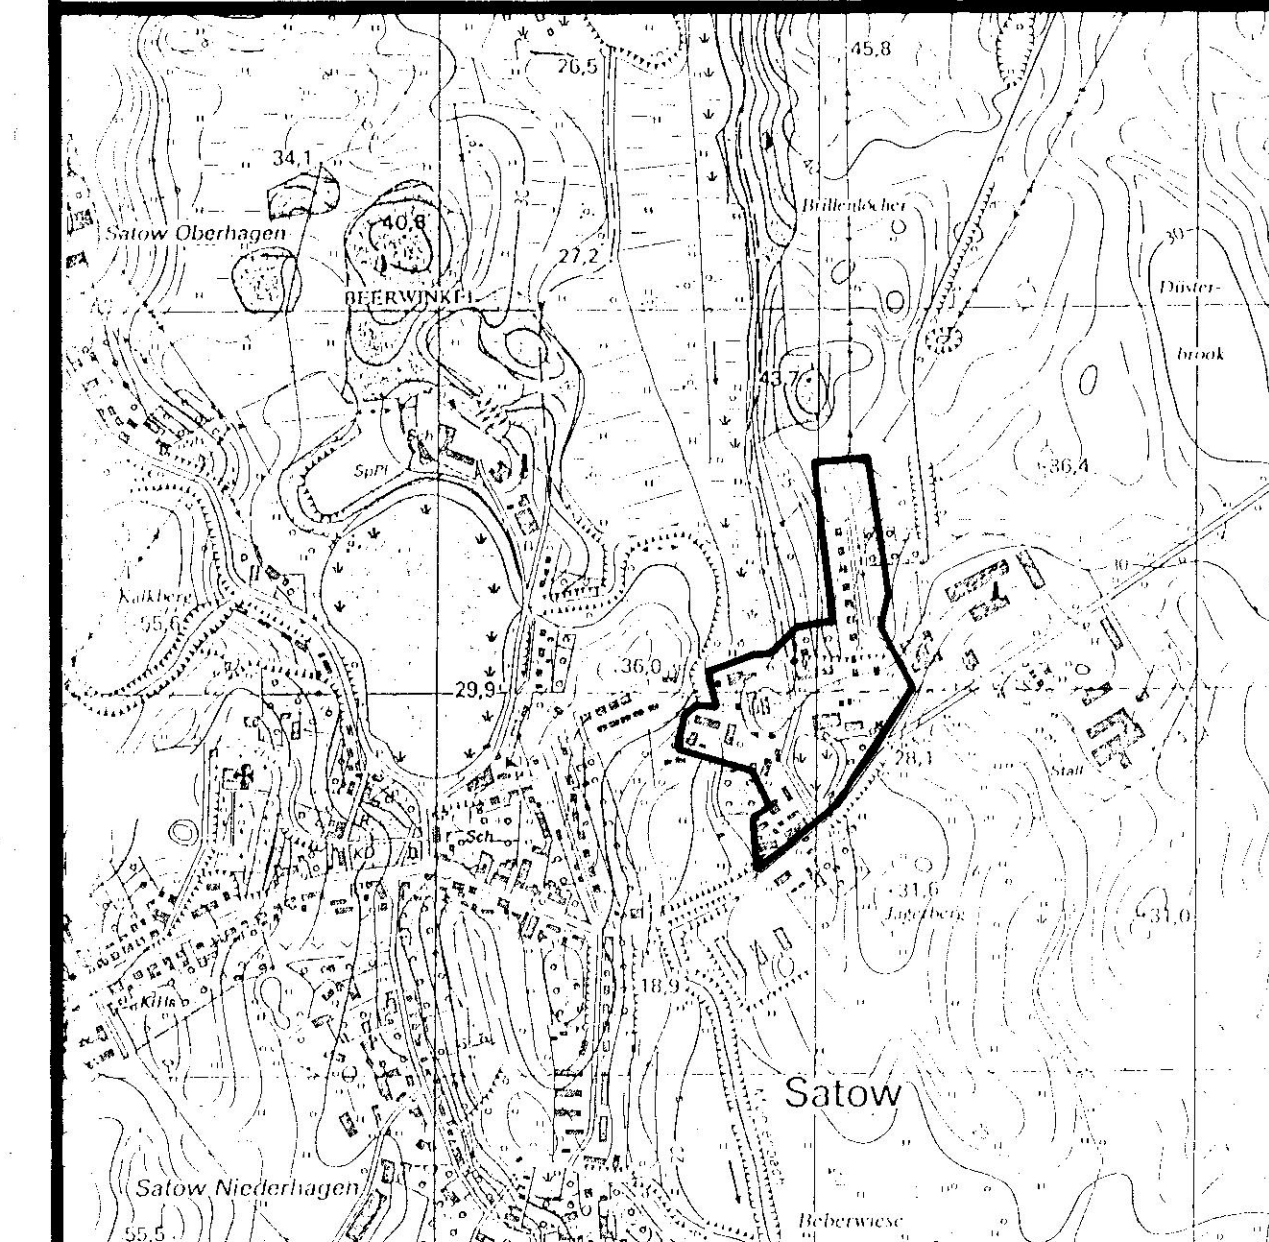 45,8
26,5
34,1
Brillenlöcher
40,8
Satow Oberhagen
30
27,2
Düster-
BEERWINKEL
brook
43,7
Sch
SpPl
36,4
Kalkberg
55,6
36,0
29,9
28,1
Stall
Sch
KD
31,6
Jägerberg
31,0
18,9
Satow
Satow Niederhagen
Beberwiese
55,5